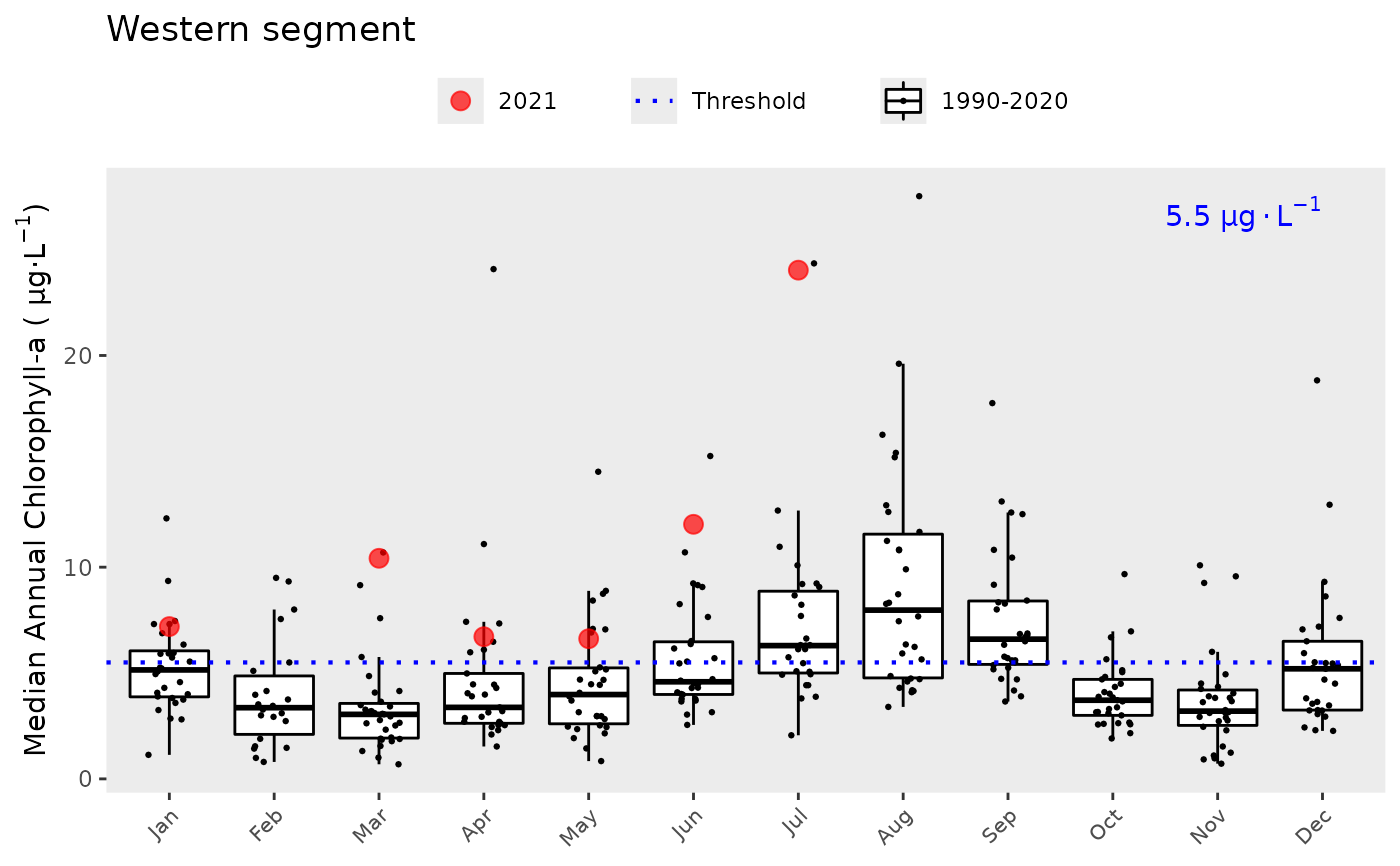 Western segment
2021 Threshold 1990-2020
Median Annual Chlorophyll-a ( µg·L⁻¹)
5.5 µg · L⁻¹
20
10
0
Jan Feb Mar Apr May Jun Jul Aug Sep Oct Nov Dec